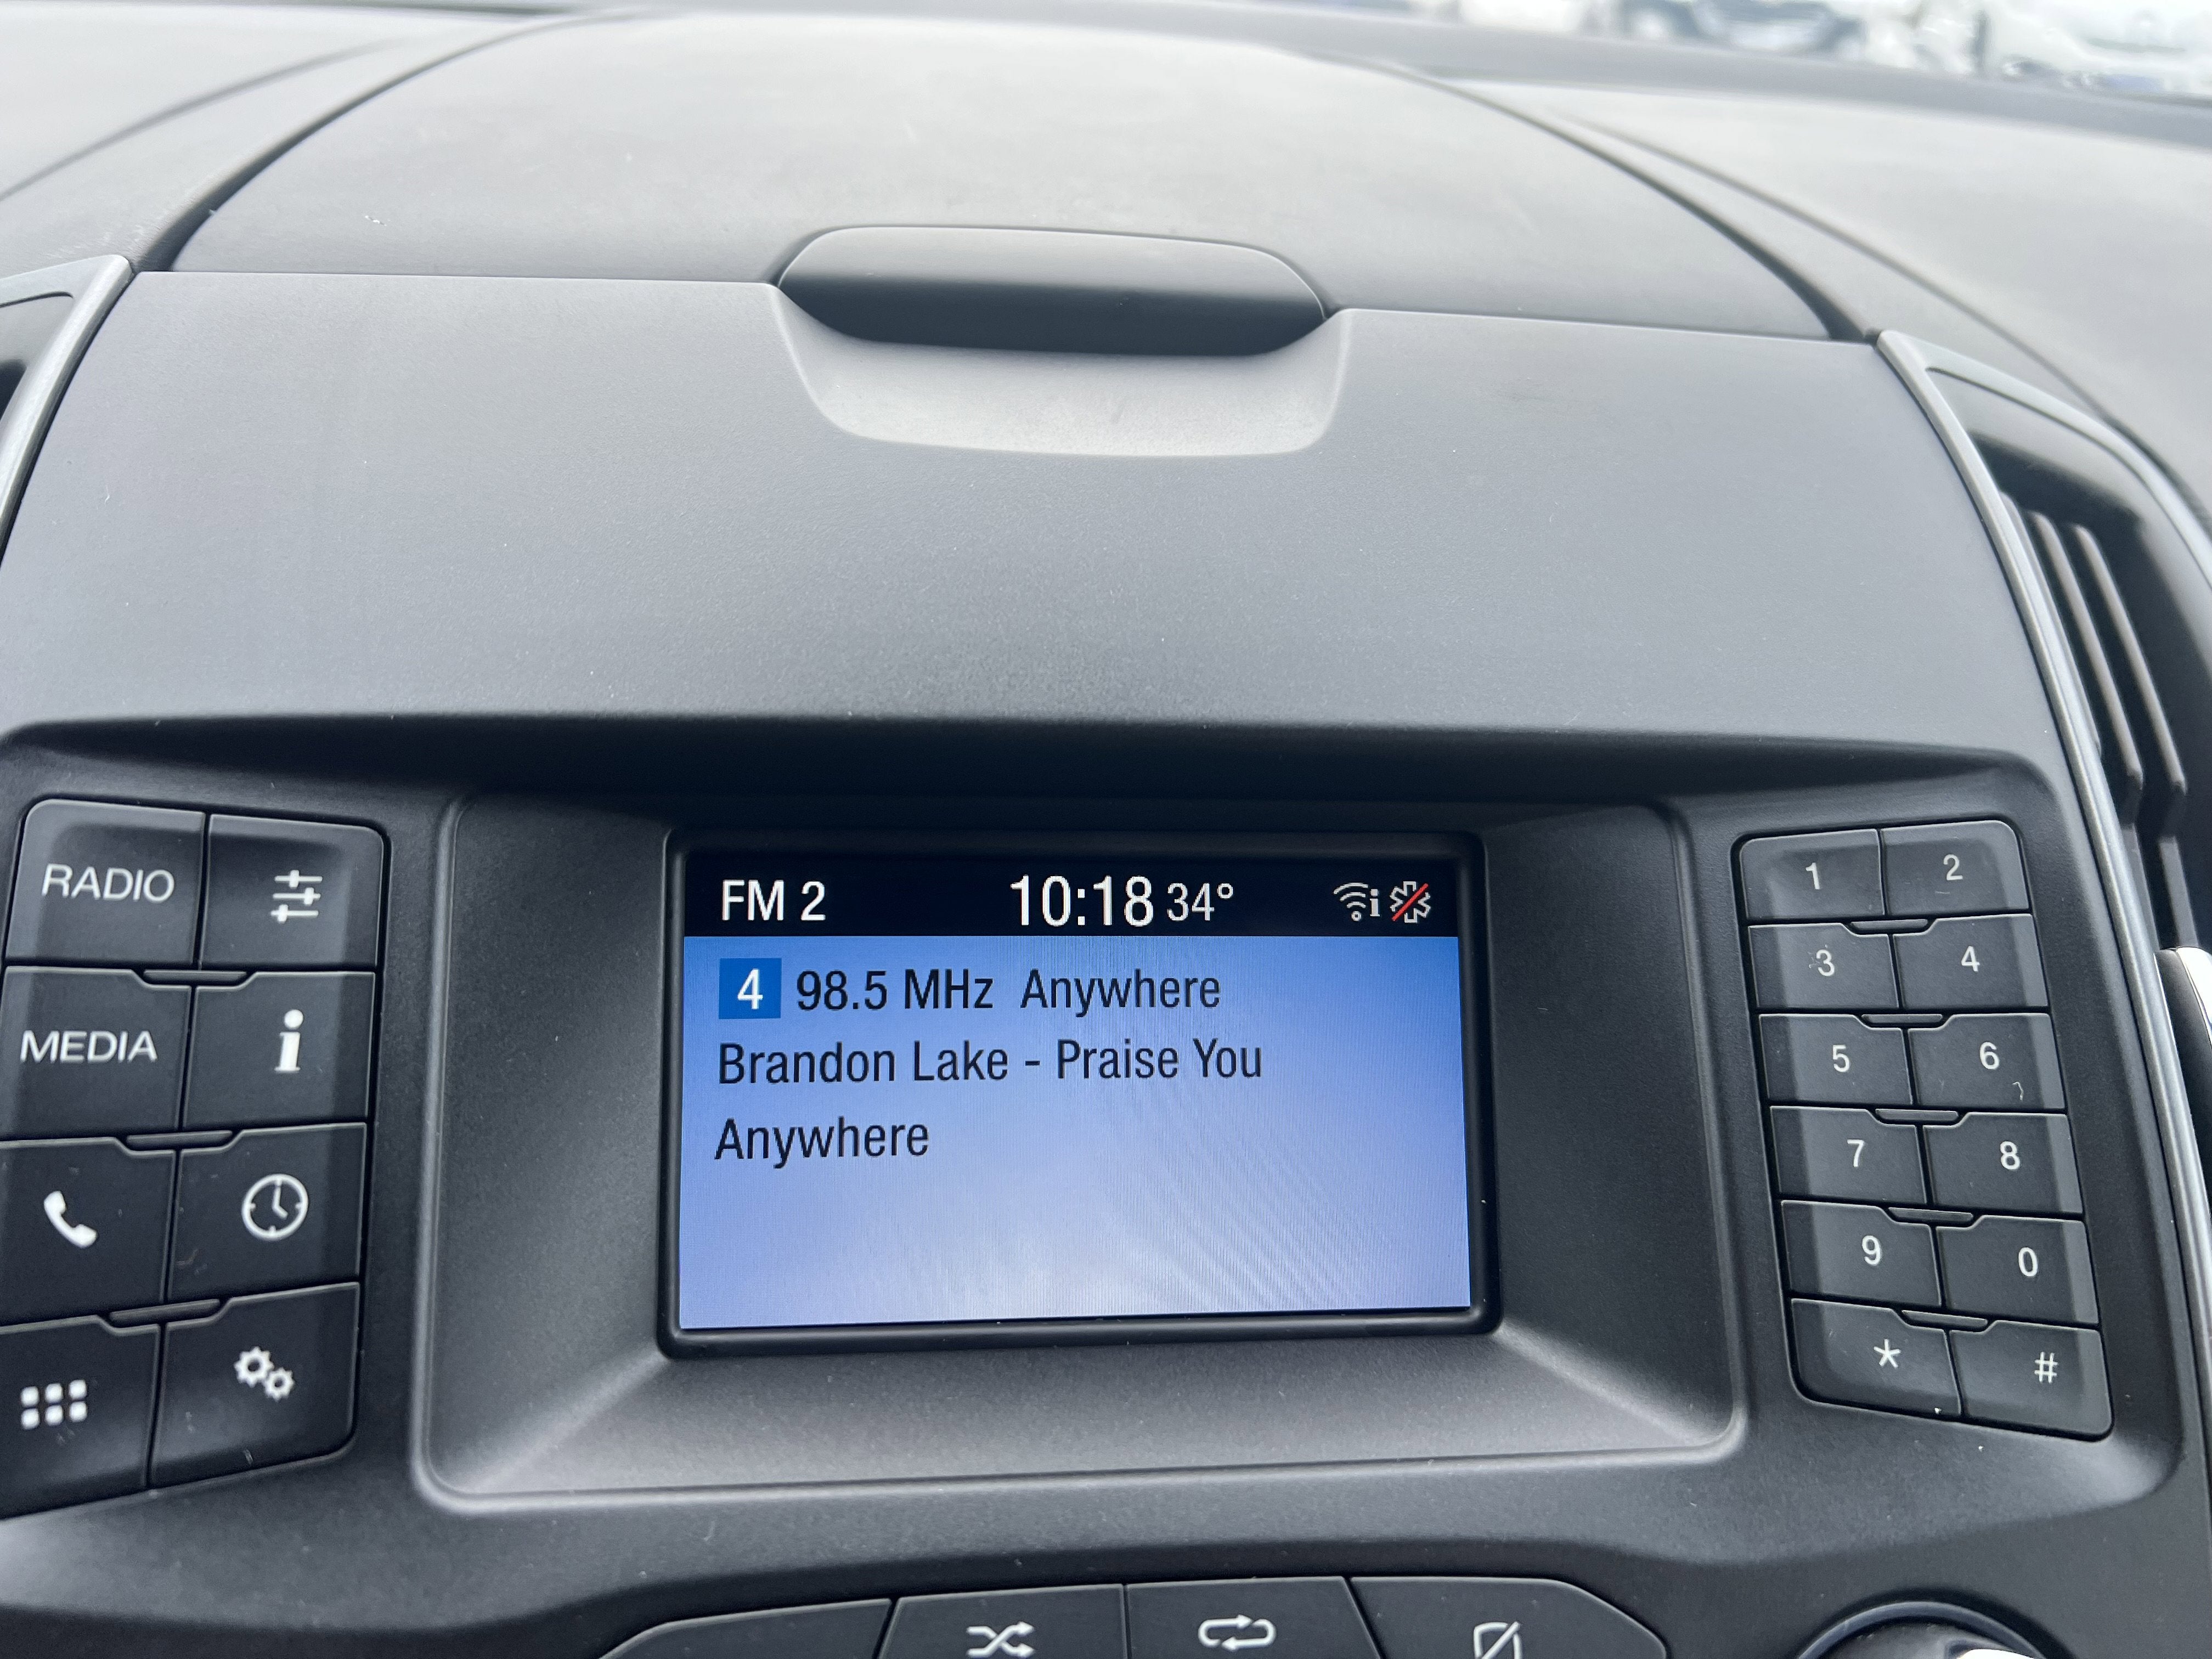 FM 2 10:18 34°
4 98.5 MHz Anywhere
Brandon Lake - Praise You
Anywhere
RADIO
MEDIA
i
1 2
3 4
5 6
7 8
9 0
* #